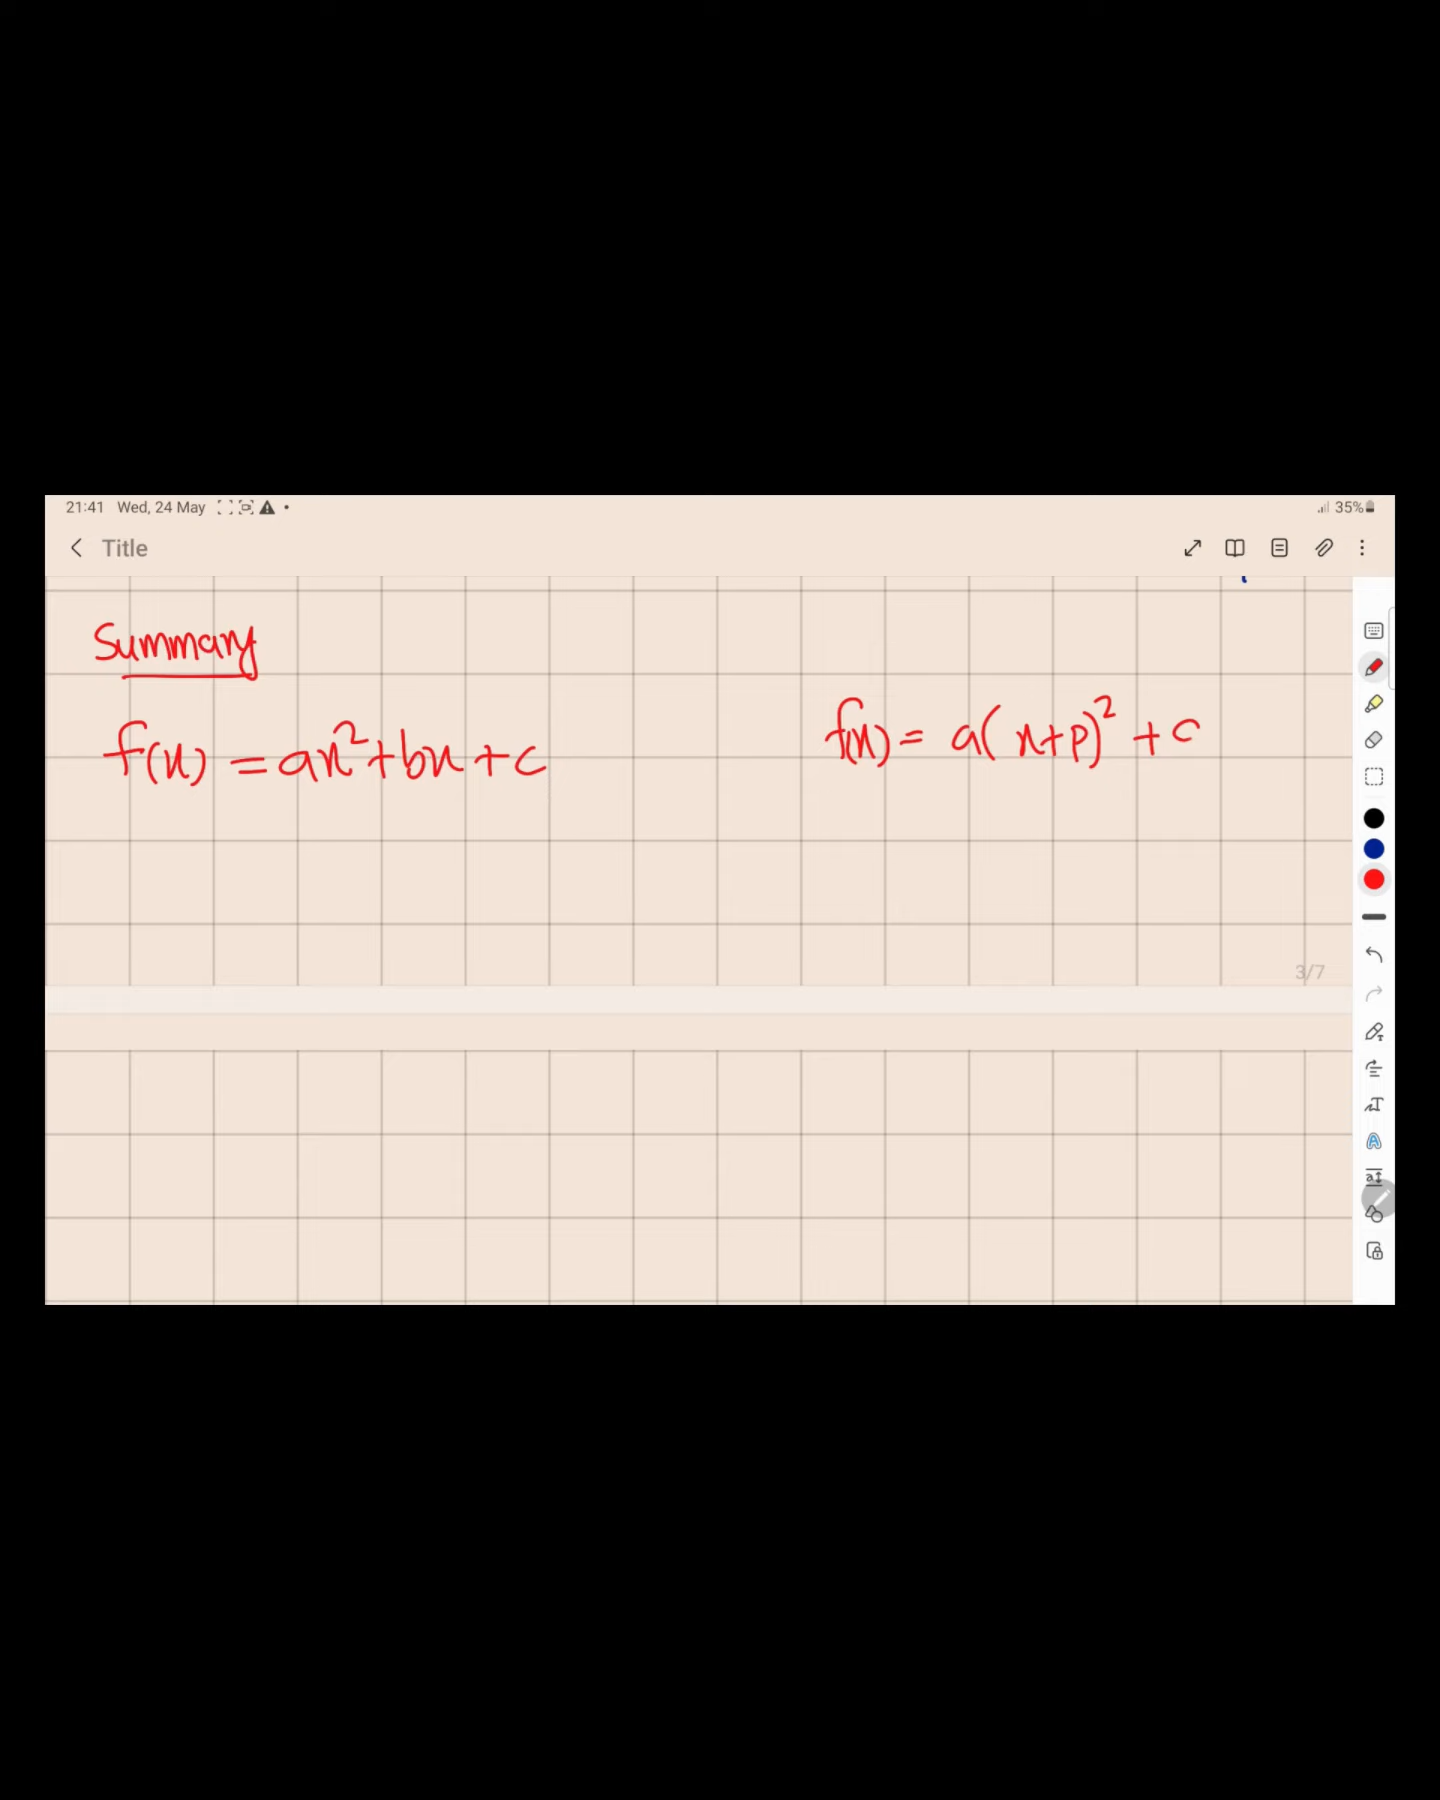 21:41 Wed, 24 May
35%
Title
Summary
f(x) = ax²+bx+c
f(x) = a(x+p)² + c
3/7